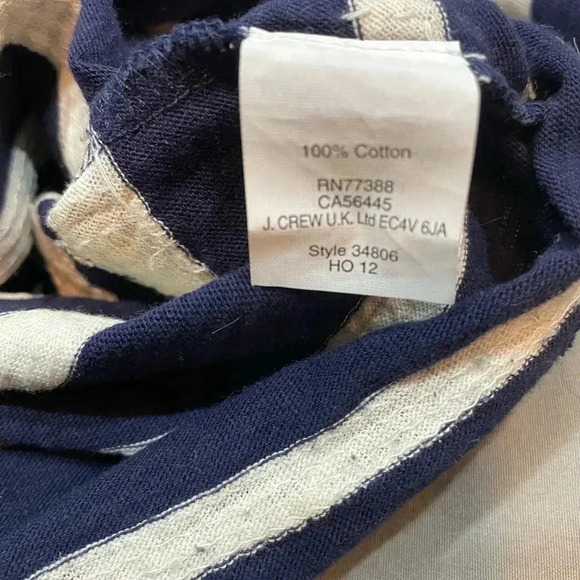 100% Cotton
RN77388
CA56445
J. CREW U.K. Ltd EC4V 6JA
Style 34806
HO 12